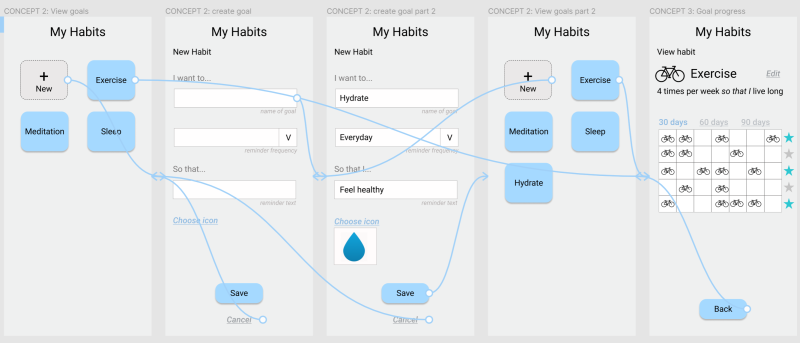 CONCEPT 2: View goals
My Habits
+
New
Exercise
Meditation
Sleep
CONCEPT 2: create goal
My Habits
New Habit
I want to...
name of goal
V
reminder frequency
So that...
reminder text
Choose icon
Save
Cancel
CONCEPT 2: create goal part 2
My Habits
New Habit
I want to...
Hydrate
name of goal
Everyday
V
reminder frequency
So that I...
Feel healthy
reminder text
Choose icon
Save
Cancel
CONCEPT 2: View goals part 2
My Habits
+
New
Exercise
Meditation
Sleep
Hydrate
CONCEPT 3: Goal progress
My Habits
View habit
Exercise
Edit
4 times per week so that I live long
30 days 60 days 90 days
Back